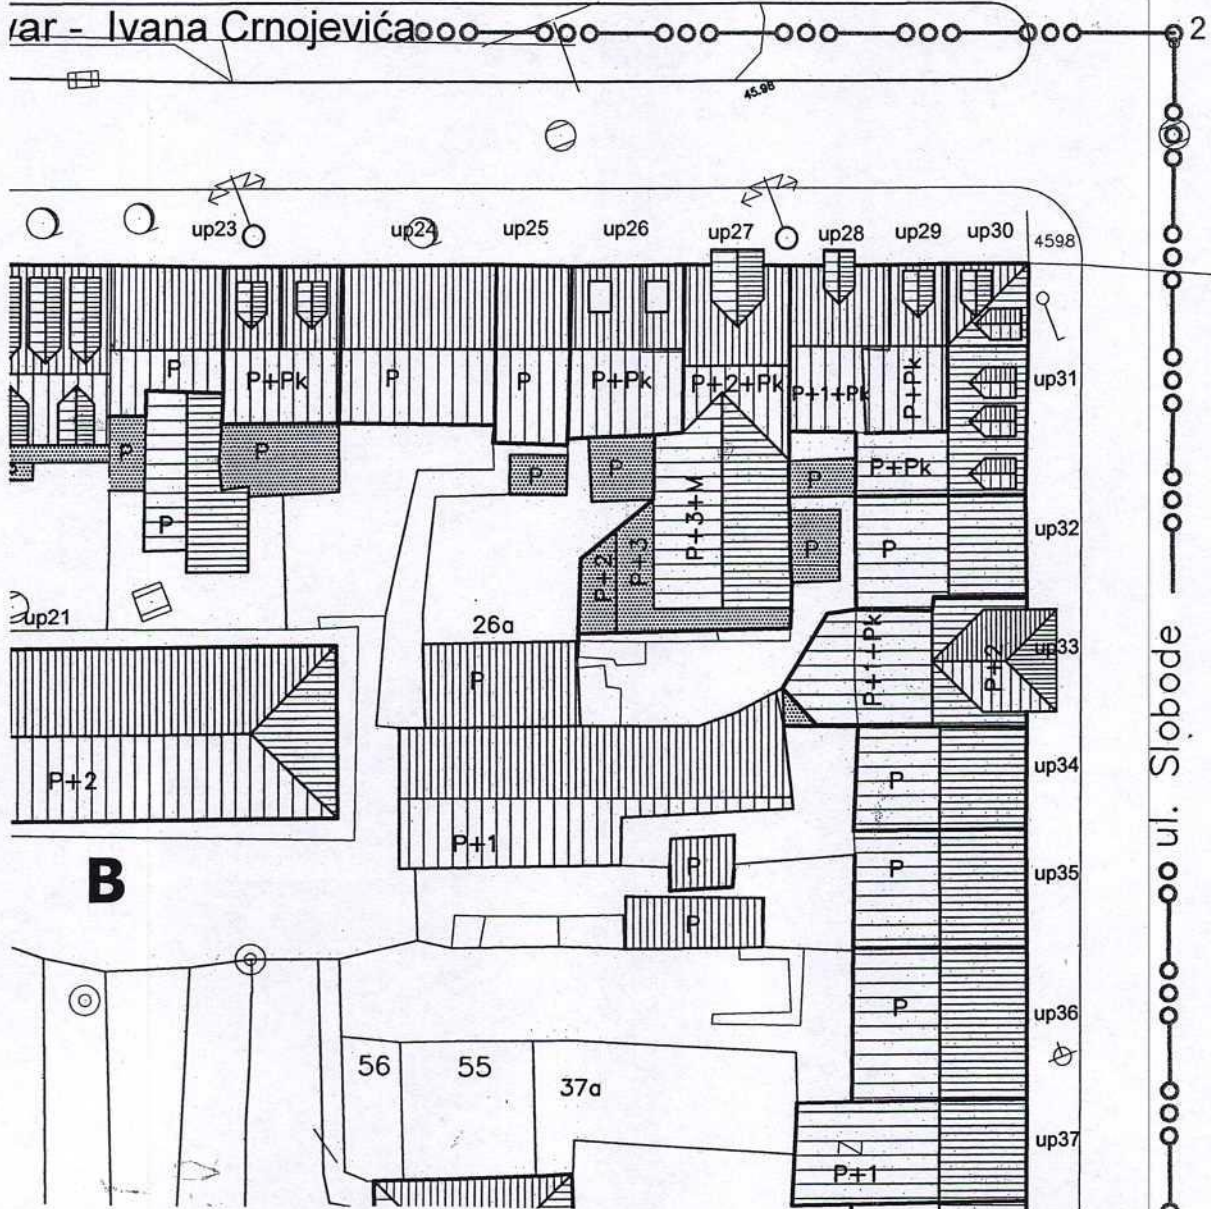 var - Ivana Crnojevića
2
45.98
up23
up24
up25
up26
up27
up28
up29
up30
4598
P
P+Pk
P
P
P+Pk
P+2+Pk
P+1+Pk
P+Pk
up31
P
P
P
P
P
P+Pk
P
P+3+M
P+2
P+3
P
P
up32
up21
26a
P
P+1+Pk
P+2
up33
ul. Slobode
P+2
P
up34
P+1
P
P
up35
B
P
P
up36
56
55
37a
P+1
up37